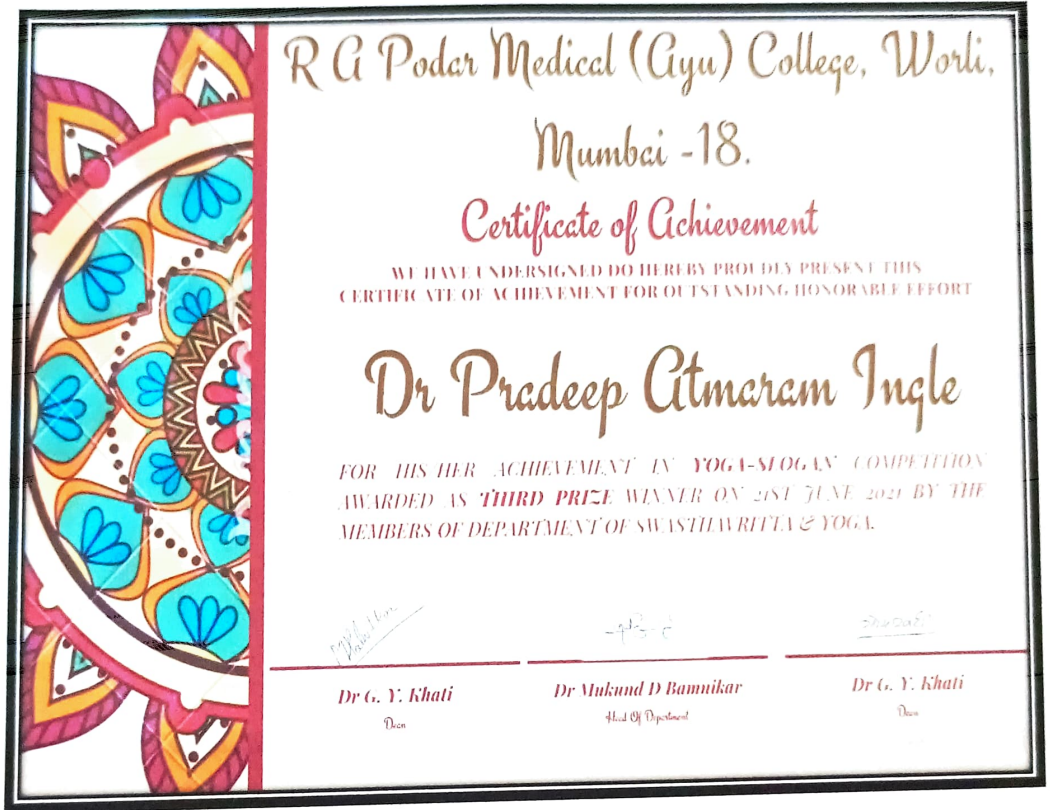 R A Podar Medical (Ayu) College, Worli,
Mumbai -18.
Certificate of Achievement
WE HAVE UNDERSIGNED DO HEREBY PROUDLY PRESENT THIS
CERTIFICATE OF ACHIEVEMENT FOR OUTSTANDING HONORABLE EFFORT
Dr Pradeep Atmaram Ingle
FOR HIS HER ACHIEVEMENT IN YOGA-SLOGAN COMPETITION
AWARDED AS THIRD PRIZE WINNER ON 21ST JUNE 2021 BY THE
MEMBERS OF DEPARTMENT OF SWASTHAVRITTA & YOGA.
Dr G. Y. Khati
Dean
Dr Mukund D Bamnikar
Head Of Department
Dr G. Y. Khati
Dean